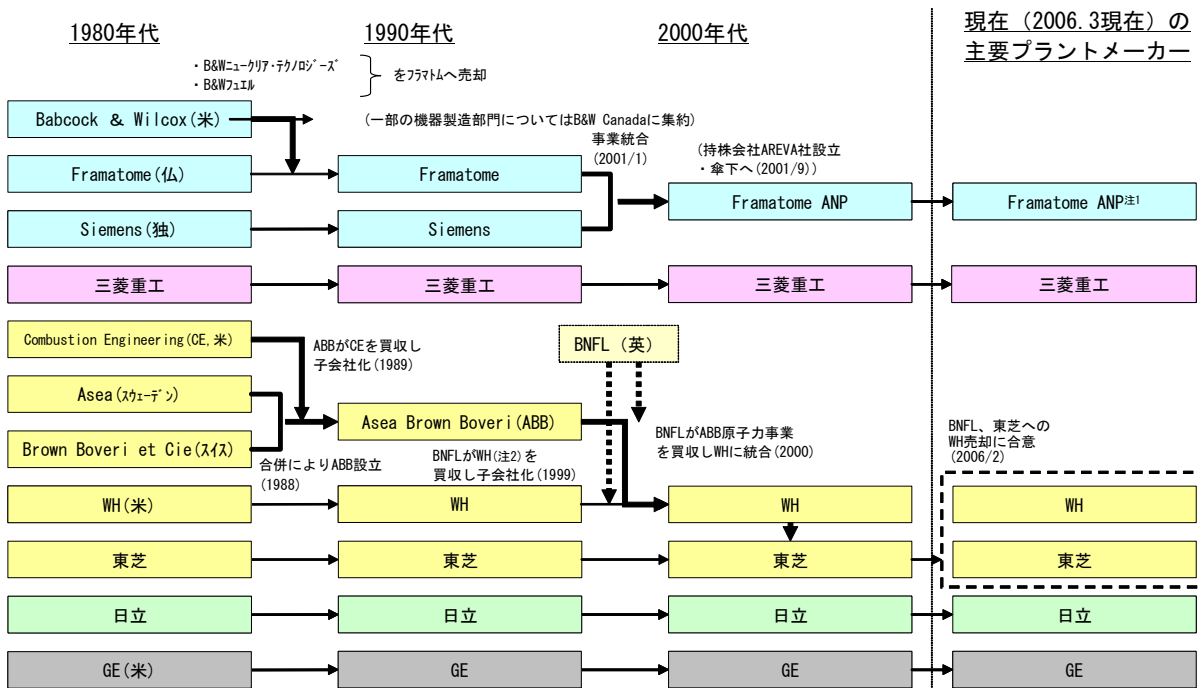 1980年代
1990年代
2000年代
現在（2006.3現在）の
主要プラントメーカー
・B&Wﾆｭｰｸﾘｱ･ﾃｸﾉﾛｼﾞｰｽﾞ
・B&Wﾌｭｴﾙ
をﾌﾗﾏﾄﾑへ売却
Babcock & Wilcox(米)
(一部の機器製造部門についてはB&W Canadaに集約)
事業統合
(2001/1)
(持株会社AREVA社設立
・傘下へ(2001/9))
Framatome(仏)
Framatome
Framatome ANP
Framatome ANP注1
Siemens(独)
Siemens
三菱重工
三菱重工
三菱重工
三菱重工
Combustion Engineering(CE,米)
ABBがCEを買収し
子会社化(1989)
BNFL（英）
Asea(ｽｳｪｰﾃﾞﾝ)
Asea Brown Boveri(ABB)
Brown Boveri et Cie(ｽｲｽ)
合併によりABB設立
(1988)
BNFLがWH(注2)を
買収し子会社化(1999)
BNFLがABB原子力事業
を買収しWHに統合(2000)
BNFL、東芝への
WH売却に合意
(2006/2)
WH(米)
WH
WH
WH
東芝
東芝
東芝
東芝
日立
日立
日立
日立
GE(米)
GE
GE
GE